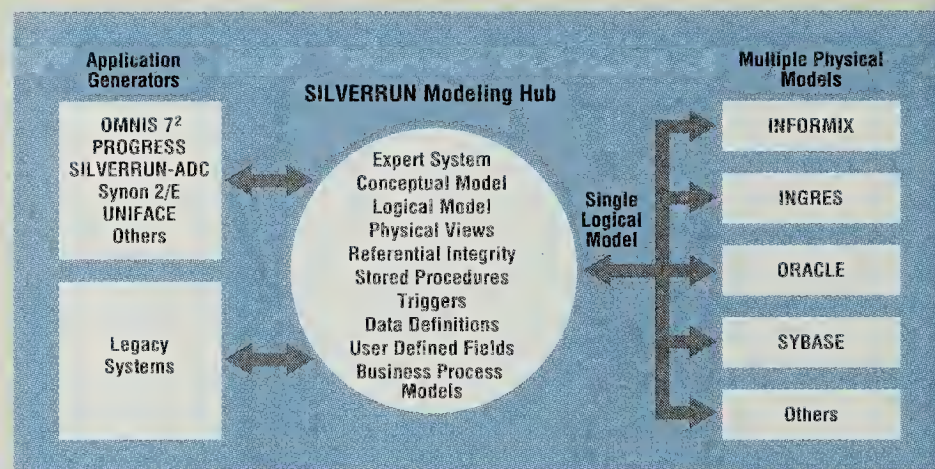 Application
Generators
OMNIS 7²
PROGRESS
SILVERRUN-ADC
Synon 2/E
UNIFACE
Others
Legacy
Systems
SILVERRUN Modeling Hub
Expert System
Conceptual Model
Logical Model
Physical Views
Referential Integrity
Stored Procedures
Triggers
Data Definitions
User Defined Fields
Business Process
Models
Single
Logical
Model
Multiple Physical
Models
INFORMIX
INGRES
ORACLE
SYBASE
Others